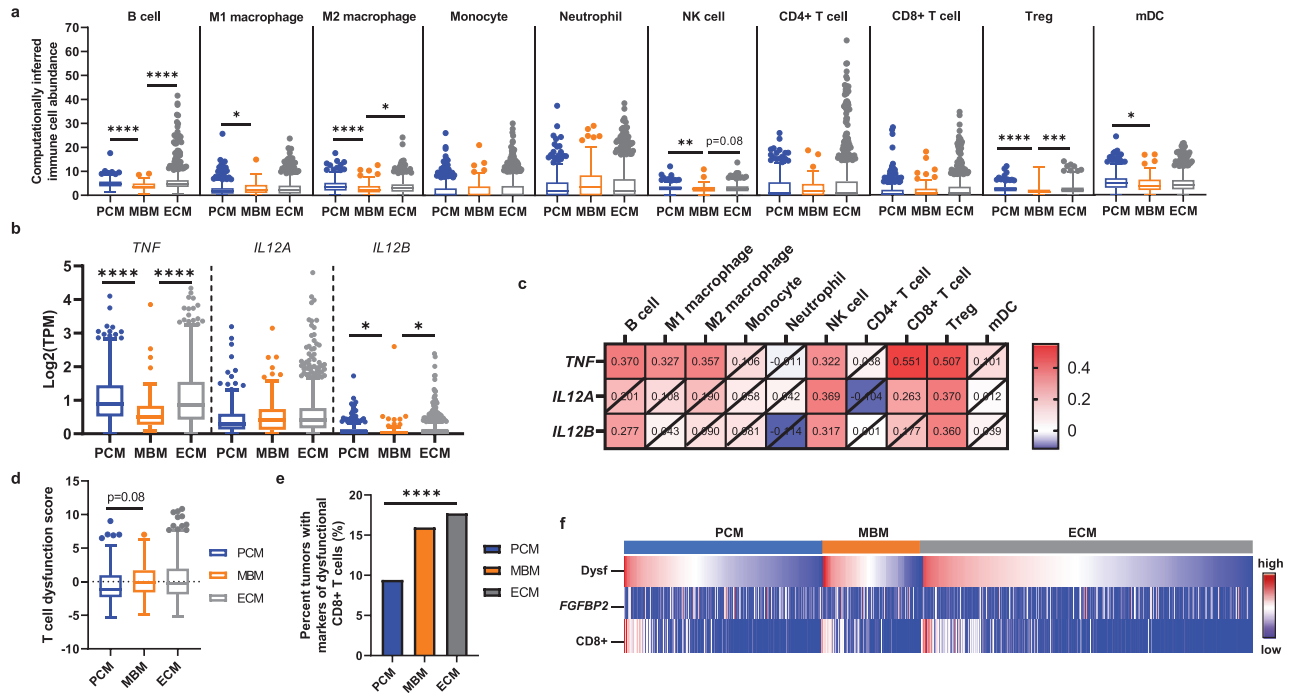 a
B cell M1 macrophage M2 macrophage Monocyte Neutrophil NK cell CD4+ T cell CD8+ T cell Treg mDC
Computationally inferred
immune cell abundance
70
60
50
40
30
20
10
0
**** **** * **** * ** p=0.08 **** *** *
PCM MBM ECM PCM MBM ECM PCM MBM ECM PCM MBM ECM PCM MBM ECM PCM MBM ECM PCM MBM ECM PCM MBM ECM PCM MBM ECM PCM MBM ECM
b
TNF IL12A IL12B
Log2(TPM)
5
4
3
2
1
0
**** **** * *
PCM MBM ECM PCM MBM ECM PCM MBM ECM
c
B cell M1 macrophage M2 macrophage Monocyte Neutrophil NK cell CD4+ T cell CD8+ T cell Treg mDC
TNF 0.370 0.327 0.357 0.106 -0.011 0.322 0.038 0.551 0.507 0.101
IL12A 0.201 0.108 0.190 0.058 0.042 0.369 -0.104 0.263 0.370 0.012
IL12B 0.277 0.043 0.090 0.081 -0.114 0.317 0.001 0.177 0.360 0.039
0.4
0.2
0
d
T cell dysfunction score
15
10
5
0
-5
-10
p=0.08
PCM MBM ECM
PCM
MBM
ECM
e
Percent tumors with
markers of dysfunctional
CD8+ T cells (%)
20
15
10
5
0
****
PCM MBM ECM
PCM
MBM
ECM
f
PCM MBM ECM
Dysf
FGFBP2
CD8+
high
low